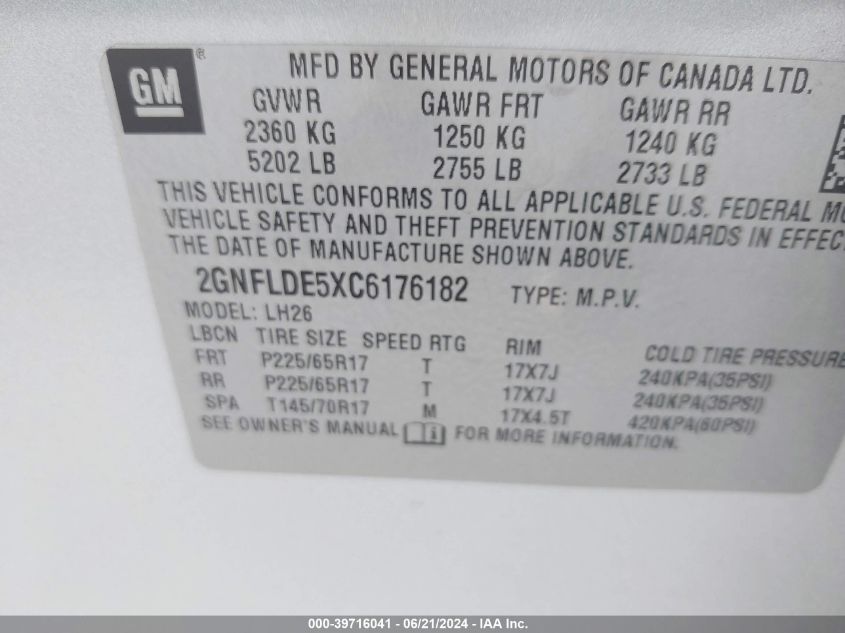 GM ®
MFD BY GENERAL MOTORS OF CANADA LTD.
GVWR GAWR FRT GAWR RR
2360 KG 1250 KG 1240 KG
5202 LB 2755 LB 2733 LB
THIS VEHICLE CONFORMS TO ALL APPLICABLE U.S. FEDERAL
VEHICLE SAFETY AND THEFT PREVENTION STANDARDS IN EFFEC
THE DATE OF MANUFACTURE SHOWN ABOVE.
2GNFLDE5XC6176182 TYPE: M.P.V.
MODEL: LH26
LBCN TIRE SIZE SPEED RTG RIM COLD TIRE PRESSURE
FRT P225/65R17 T 17X7J 240KPA(35PSI)
RR P225/65R17 T 17X7J 240KPA(35PSI)
SPA T145/70R17 M 17X4.5T 420KPA(60PSI)
SEE OWNER'S MANUAL FOR MORE INFORMATION.
000-39716041 - 06/21/2024 - IAA Inc.